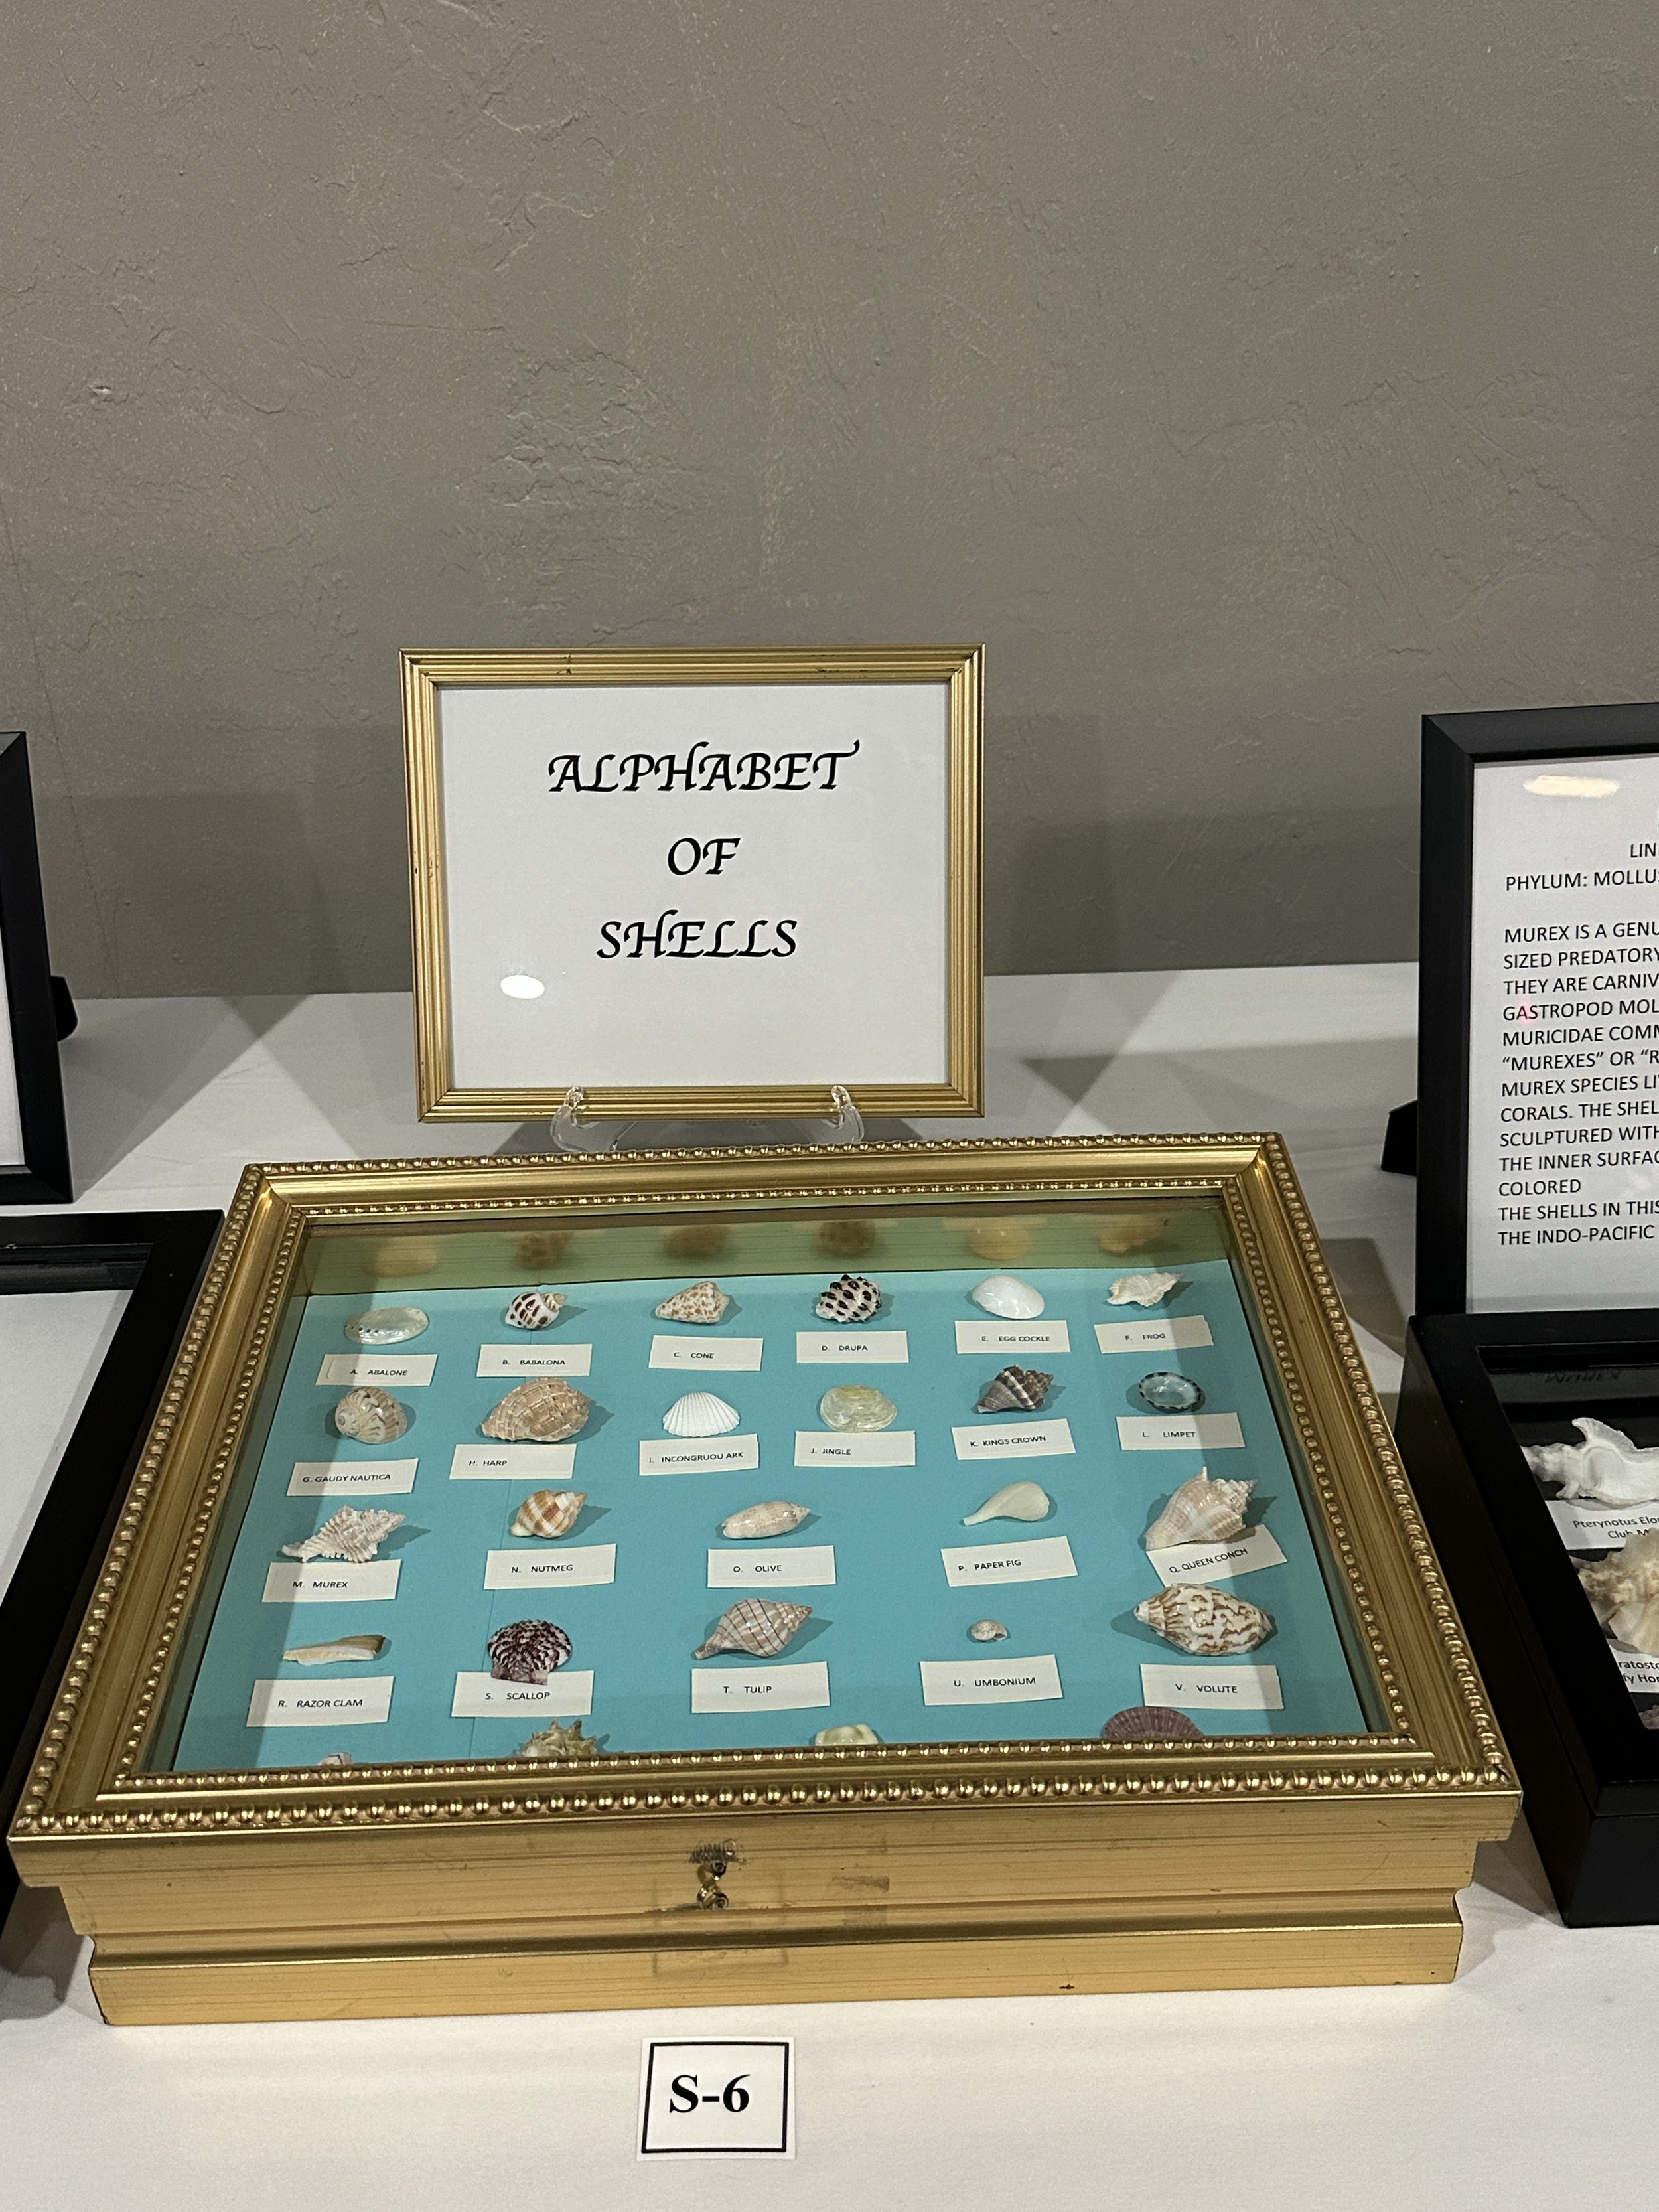 ALPHABET
OF
SHELLS
A. ABALONE
B. BABALONA
C. CONE
D. DRUPA
E. EGG COCKLE
F. FROG
G. GAUDY NAUTICA
H. HARP
I. INCONGRUOU ARK
J. JINGLE
K. KINGS CROWN
L. LIMPET
M. MUREX
N. NUTMEG
O. OLIVE
P. PAPER FIG
Q. QUEEN CONCH
R. RAZOR CLAM
S. SCALLOP
T. TULIP
U. UMBONIUM
V. VOLUTE
S-6
LIN
PHYLUM: MOLLUS
MUREX IS A GENU
SIZED PREDATORY
THEY ARE CARNIV
GASTROPOD MOL
MURICIDAE COMM
“MUREXES” OR “R
MUREX SPECIES LI
CORALS. THE SHEL
SCULPTURED WITH
THE INNER SURFAC
COLORED
THE SHELLS IN THIS
THE INDO-PACIFIC
Pterynotus Elo
Club M
ratosto
fy Hor